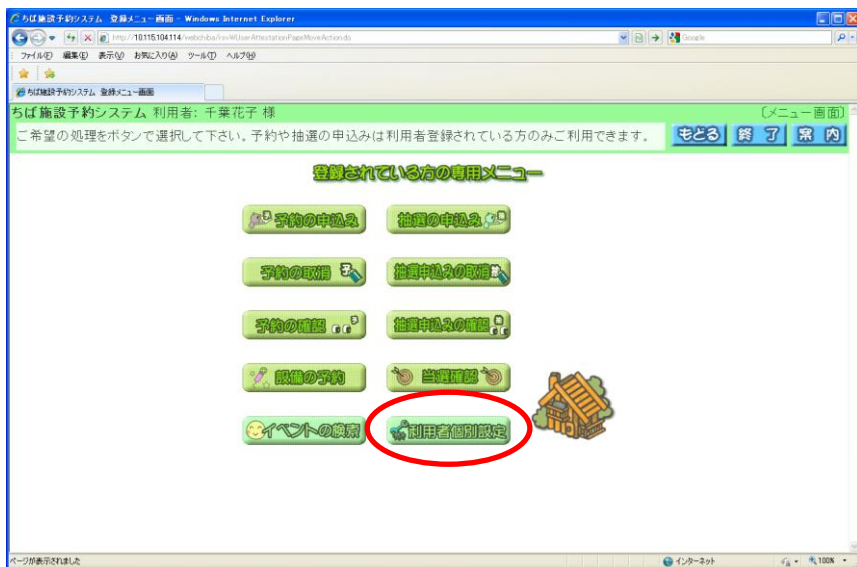 ちば施設予約システム 登録メニュー画面 - Windows Internet Explorer
http://10.115.104.114/webchiba/rsvWUserAttestationPageMoveAction.do
Google
ファイル(F) 編集(E) 表示(V) お気に入り(A) ツール(T) ヘルプ(H)
ちば施設予約システム 登録メニュー画面
ちば施設予約システム 利用者: 千葉花子 様
〔メニュー画面〕
ご希望の処理をボタンで選択して下さい。予約や抽選の申込みは利用者登録されている方のみご利用できます。
もどる 終了 案内
登録されている方の専用メニュー
予約の申込み 抽選の申込み
予約の取消 抽選申込みの取消
予約の確認 抽選申込みの確認
設備の予約 当選確認
イベントの検索 利用者個別設定
ページが表示されました
インターネット
100%